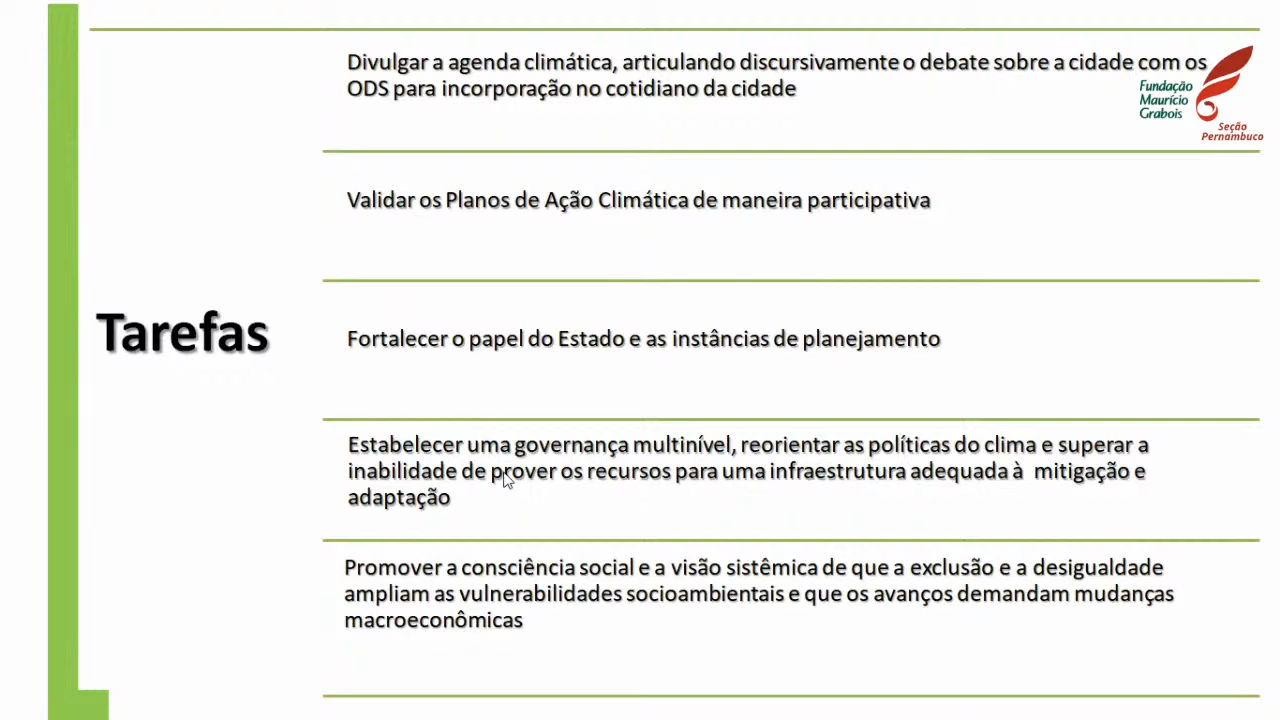 Divulgar a agenda climática, articulando discursivamente o debate sobre a cidade com os
ODS para incorporação no cotidiano da cidade
Fundação
Maurício
Grabois
Seção
Pernambuco
Validar os Planos de Ação Climática de maneira participativa
Tarefas
Fortalecer o papel do Estado e as instâncias de planejamento
Estabelecer uma governança multinível, reorientar as políticas do clima e superar a
inabilidade de prover os recursos para uma infraestrutura adequada à  mitigação e
adaptação
Promover a consciência social e a visão sistêmica de que a exclusão e a desigualdade
ampliam as vulnerabilidades socioambientais e que os avanços demandam mudanças
macroeconômicas